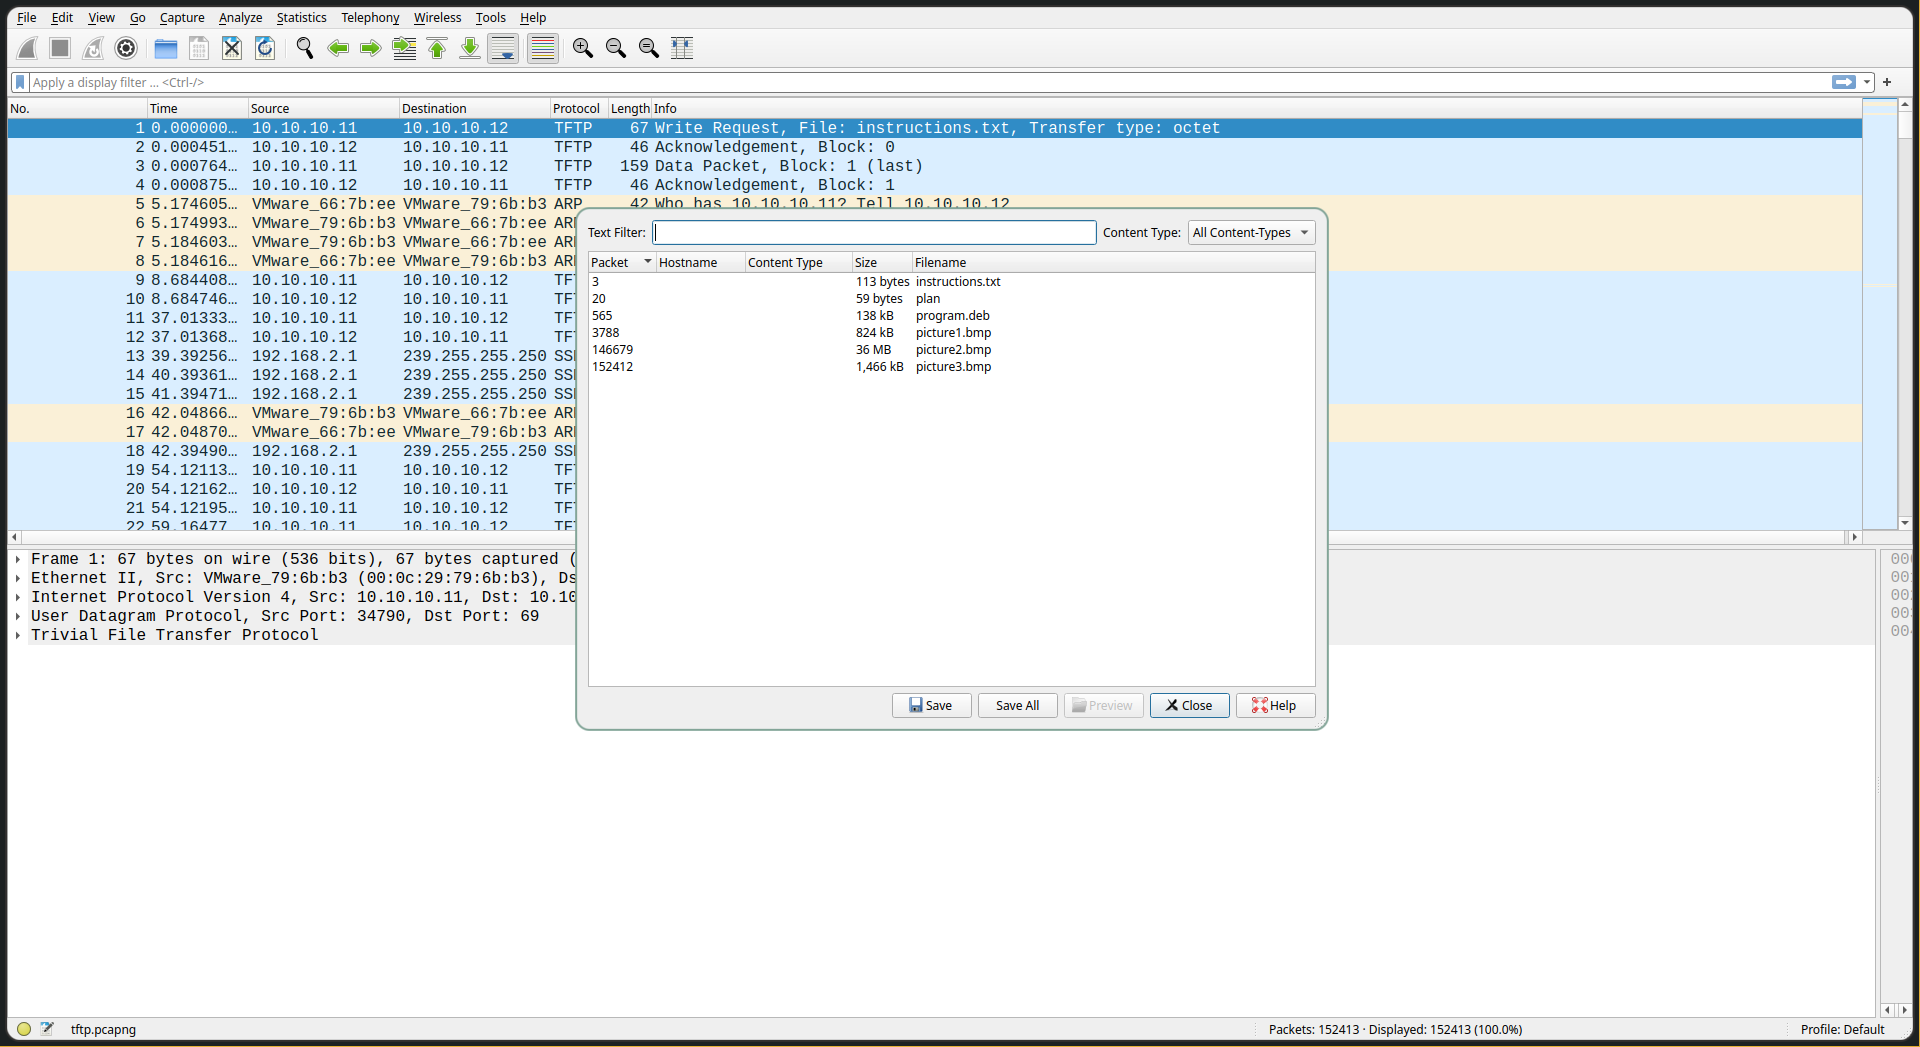 File Edit View Go Capture Analyze Statistics Telephony Wireless Tools Help
Apply a display filter ... <Ctrl-/>
No. Time Source Destination Protocol Length Info
1 0.000000… 10.10.10.11 10.10.10.12 TFTP 67 Write Request, File: instructions.txt, Transfer type: octet
2 0.000451… 10.10.10.12 10.10.10.11 TFTP 46 Acknowledgement, Block: 0
3 0.000764… 10.10.10.11 10.10.10.12 TFTP 159 Data Packet, Block: 1 (last)
4 0.000875… 10.10.10.12 10.10.10.11 TFTP 46 Acknowledgement, Block: 1
5 5.174605… VMware_66:7b:ee VMware_79:6b:b3 ARP 42 Who has 10.10.10.11? Tell 10.10.10.12
6 5.174993… VMware_79:6b:b3 VMware_66:7b:ee AR
7 5.184603… VMware_79:6b:b3 VMware_66:7b:ee AR
8 5.184616… VMware_66:7b:ee VMware_79:6b:b3 AR
9 8.684408… 10.10.10.11 10.10.10.12 TF
10 8.684746… 10.10.10.12 10.10.10.11 TF
11 37.01333… 10.10.10.11 10.10.10.12 TF
12 37.01368… 10.10.10.12 10.10.10.11 TF
13 39.39256… 192.168.2.1 239.255.255.250 SS
14 40.39361… 192.168.2.1 239.255.255.250 SS
15 41.39471… 192.168.2.1 239.255.255.250 SS
16 42.04866… VMware_79:6b:b3 VMware_66:7b:ee AR
17 42.04870… VMware_66:7b:ee VMware_79:6b:b3 AR
18 42.39490… 192.168.2.1 239.255.255.250 SS
19 54.12113… 10.10.10.11 10.10.10.12 TF
20 54.12162… 10.10.10.12 10.10.10.11 TF
21 54.12195… 10.10.10.11 10.10.10.12 TF
22 59.16477 10.10.10.11 10.10.10.12 TF
Text Filter: Content Type: All Content-Types
Packet Hostname Content Type Size Filename
3 113 bytes instructions.txt
20 59 bytes plan
565 138 kB program.deb
3788 824 kB picture1.bmp
146679 36 MB picture2.bmp
152412 1,466 kB picture3.bmp
Save Save All Preview Close Help
Frame 1: 67 bytes on wire (536 bits), 67 bytes captured (
Ethernet II, Src: VMware_79:6b:b3 (00:0c:29:79:6b:b3), Ds
Internet Protocol Version 4, Src: 10.10.10.11, Dst: 10.10
User Datagram Protocol, Src Port: 34790, Dst Port: 69
Trivial File Transfer Protocol
tftp.pcapng Packets: 152413 · Displayed: 152413 (100.0%) Profile: Default